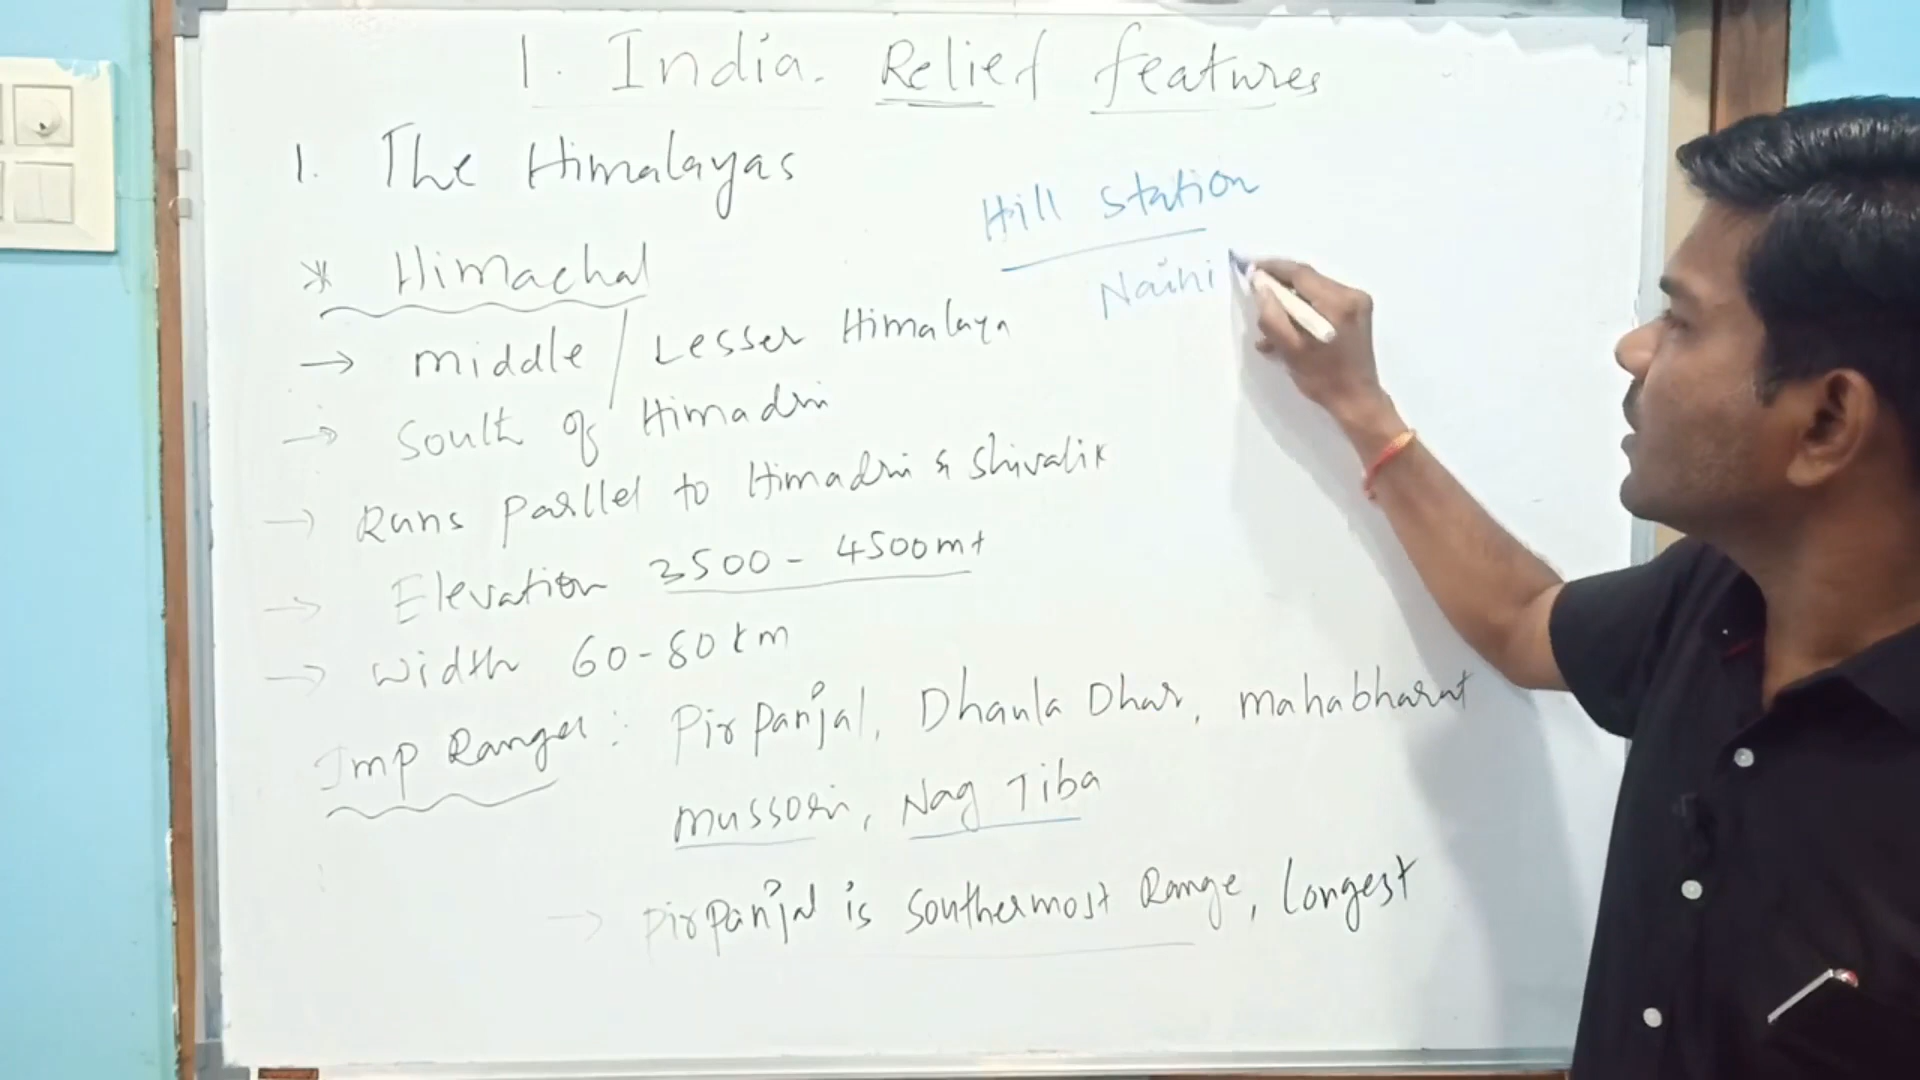 1. India. Relief features
1. The Himalayas
* Himachal
→ middle / Lesser Himalaya
→ South of Himadri
→ Runs parllel to Himadri & Shivalik
→ Elevation 3500 - 4500mt
→ width 60-80km
Imp Ranges: Pir Panjal, Dhaula Dhar, mahabharat
mussori, Nag Tiba
→ Pir Panjal is Southermost Range, Longest
Hill Station
Naini